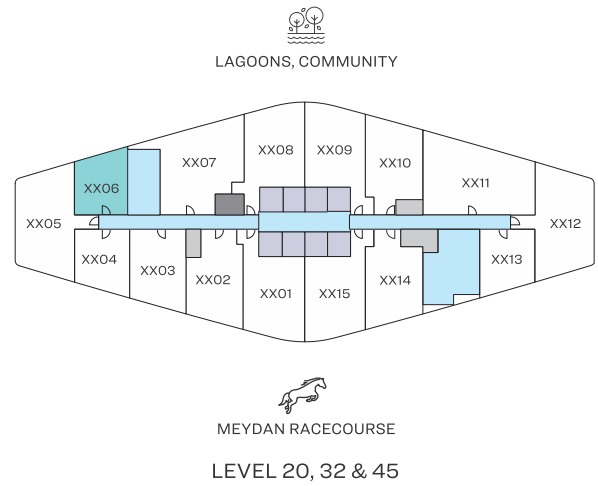 LAGOONS, COMMUNITY
XX08 XX09
XX07 XX10
XX06 XX11
XX05 XX12
XX04 XX03 XX02 XX01 XX15 XX14 XX13
MEYDAN RACECOURSE
LEVEL 20, 32 & 45